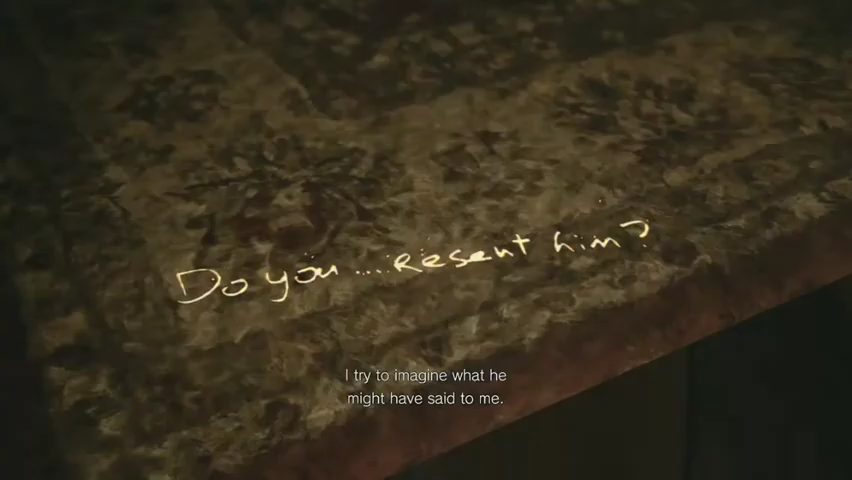 Do you ... Resent him?
I try to imagine what he
might have said to me.